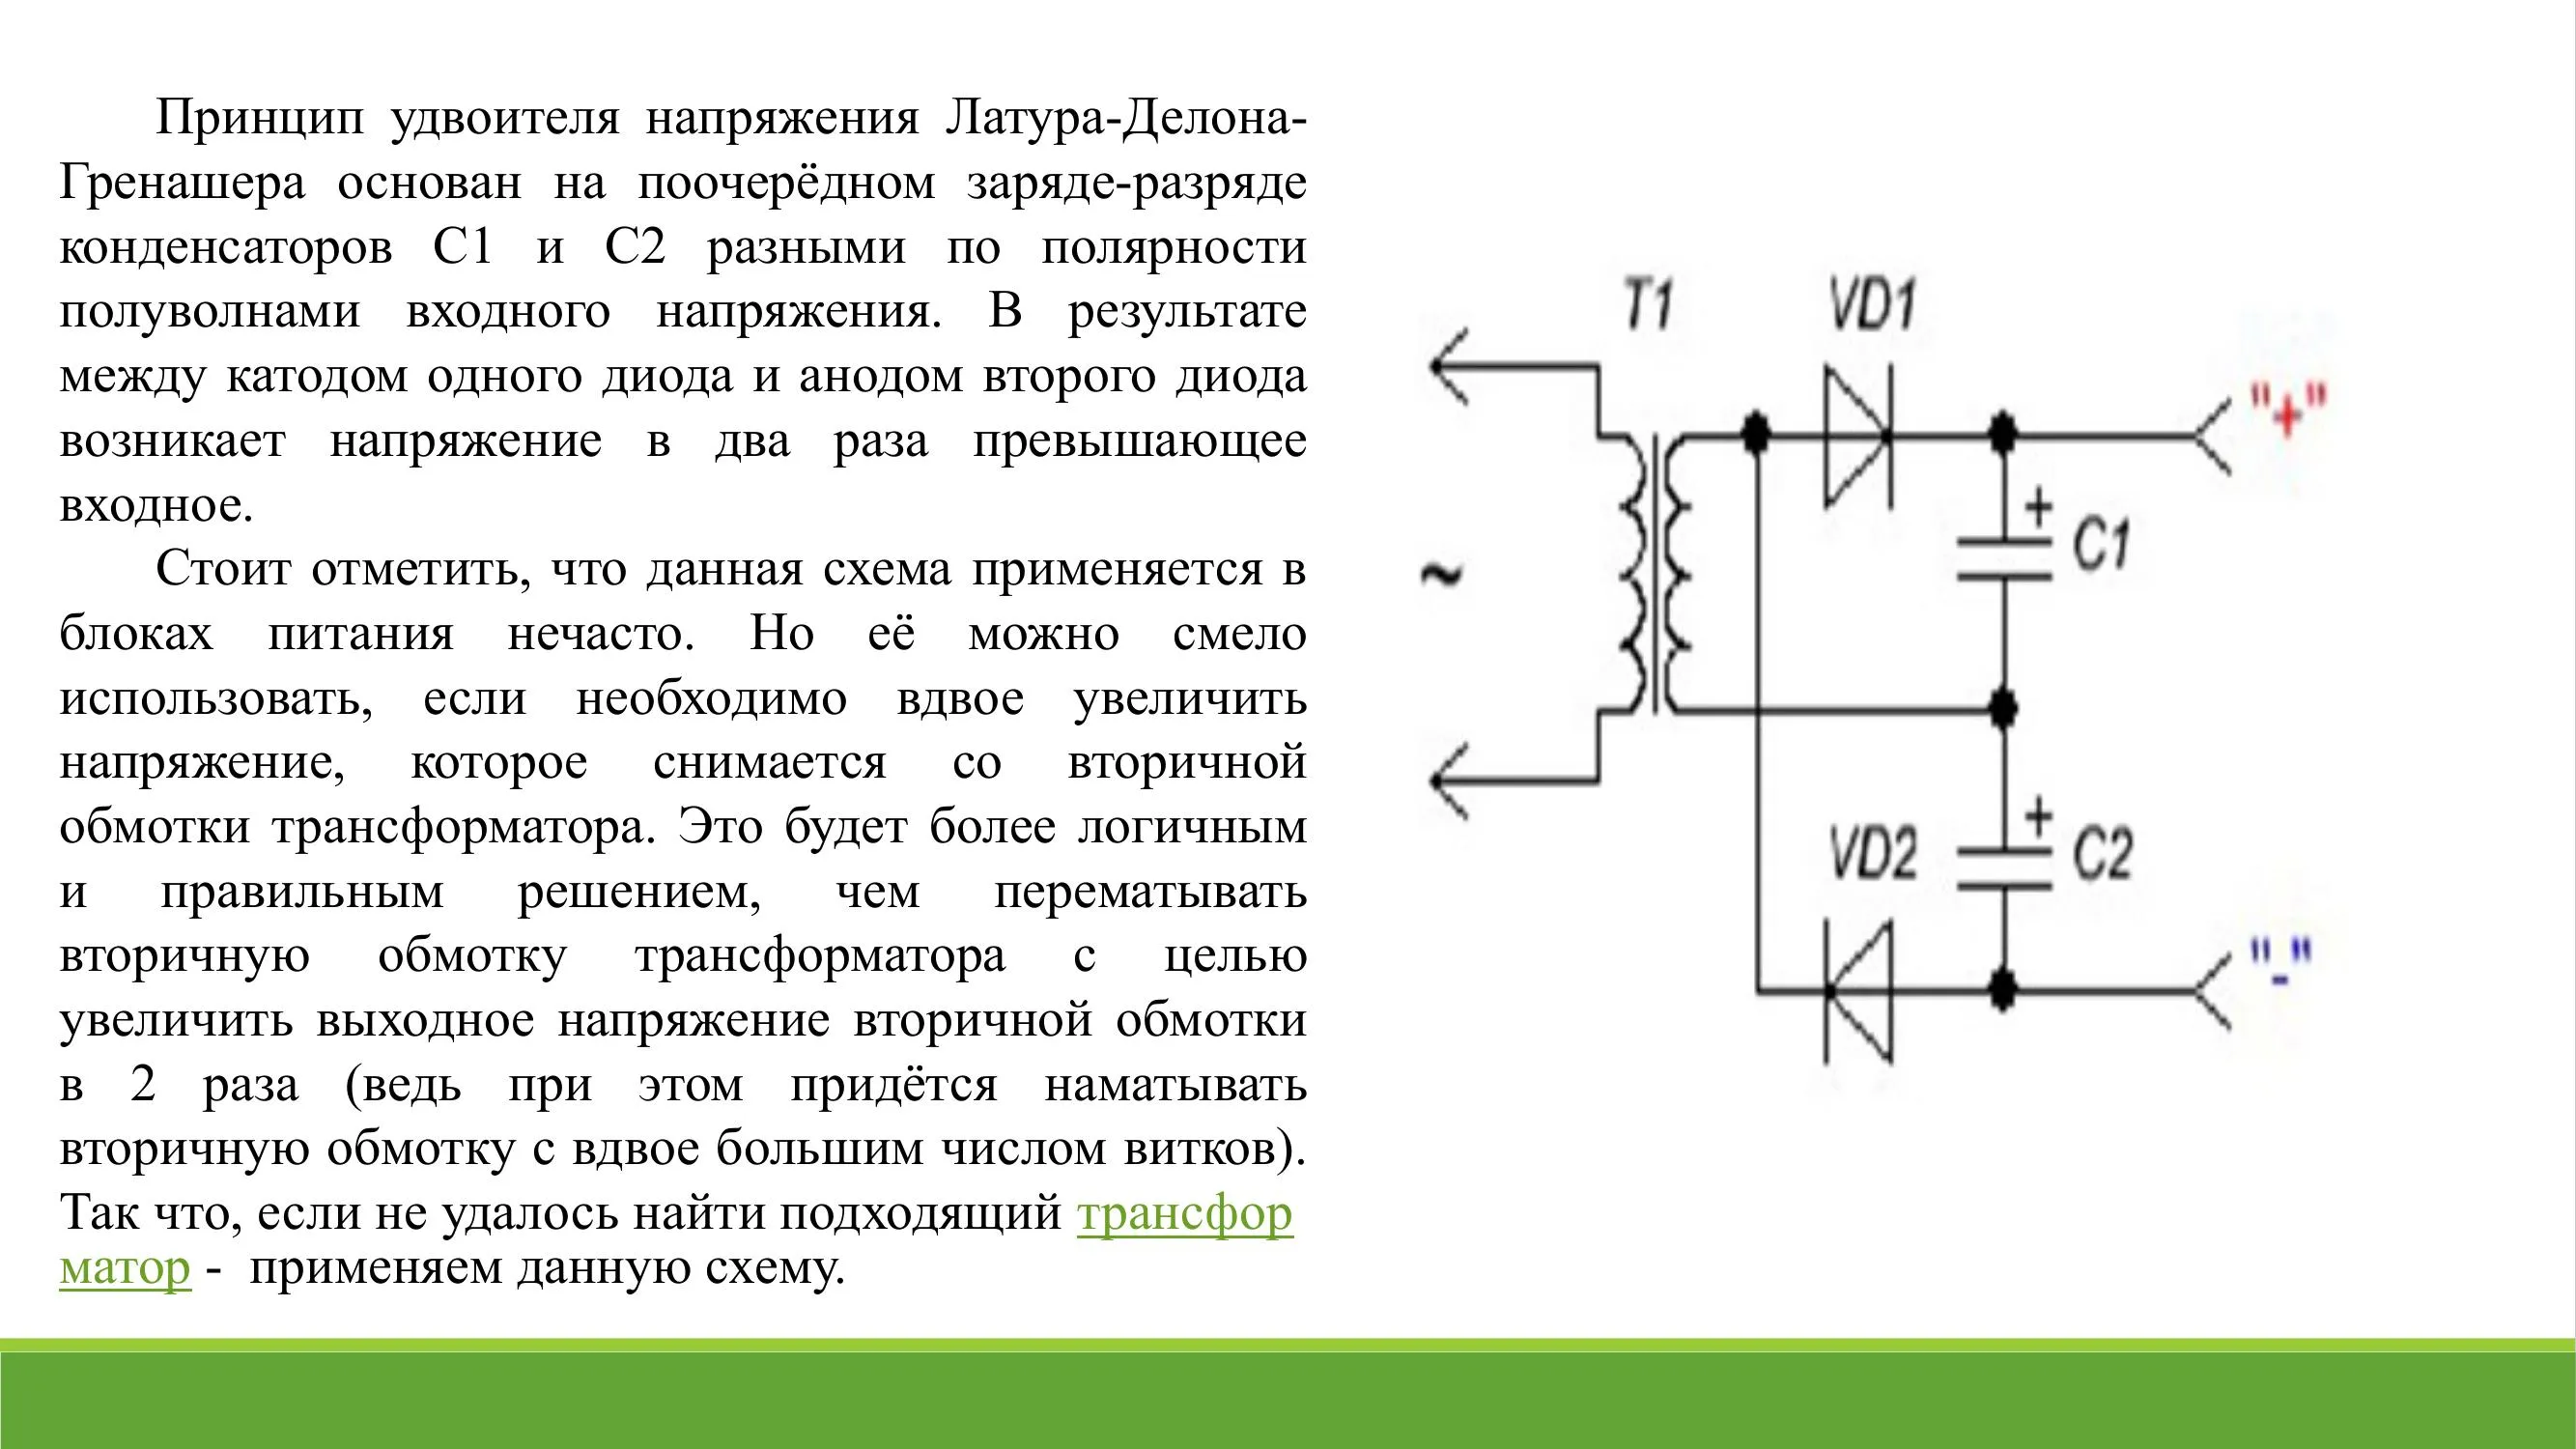 Принцип удвоителя напряжения Латура-Делона-
Гренашера основан на поочерёдном заряде-разряде
конденсаторов С1 и С2 разными по полярности
полуволнами входного напряжения. В результате
между катодом одного диода и анодом второго диода
возникает напряжение в два раза превышающее
входное.
Стоит отметить, что данная схема применяется в
блоках питания нечасто. Но её можно смело
использовать, если необходимо вдвое увеличить
напряжение, которое снимается со вторичной
обмотки трансформатора. Это будет более логичным
и правильным решением, чем перематывать
вторичную обмотку трансформатора с целью
увеличить выходное напряжение вторичной обмотки
в 2 раза (ведь при этом придётся наматывать
вторичную обмотку с вдвое большим числом витков).
Так что, если не удалось найти подходящий трансфор
матор -  применяем данную схему.
T1
VD1
"+"
+
C1
~
+
VD2
C2
"-"